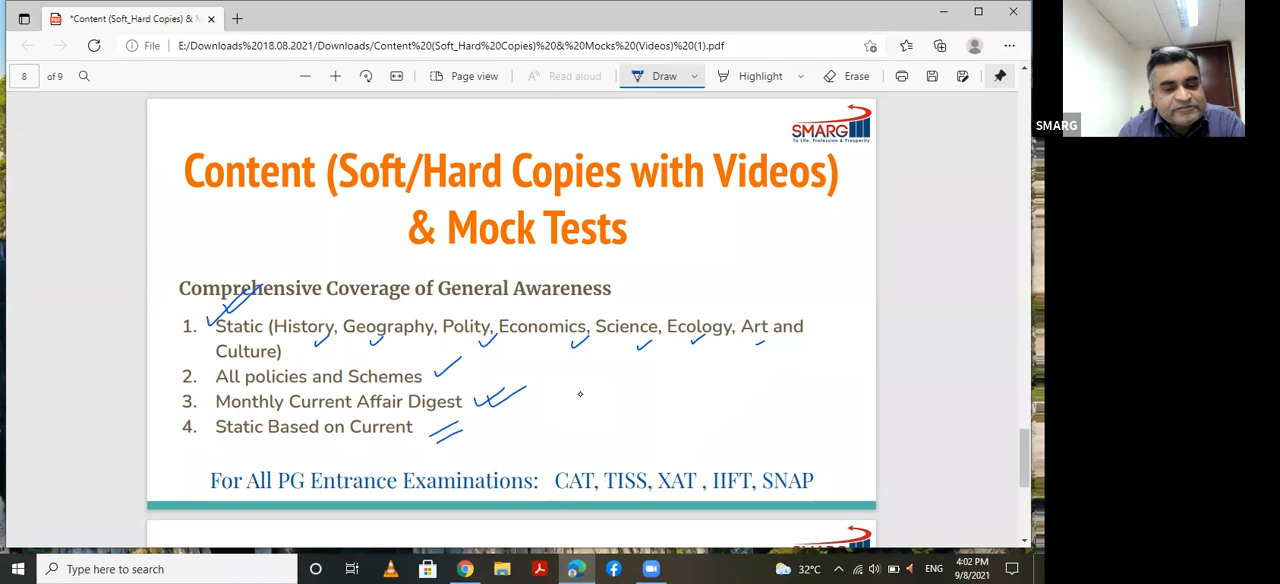 *Content (Soft_Hard Copies) & M
File
E:/Downloads%2018.08.2021/Downloads/Content%20(Soft_Hard%20Copies)%20&%20Mocks%20(Videos)%20(1).pdf
8 of 9
Page view
Read aloud
Draw
Highlight
Erase
SMARG
To Life, Profession & Prosperity
SMARG
Content (Soft/Hard Copies with Videos)
& Mock Tests
Comprehensive Coverage of General Awareness
1. Static (History, Geography, Polity, Economics, Science, Ecology, Art and
Culture)
2. All policies and Schemes
3. Monthly Current Affair Digest
4. Static Based on Current
For All PG Entrance Examinations: CAT, TISS, XAT , IIFT, SNAP
Type here to search
32°C
ENG
4:02 PM
9/8/2021